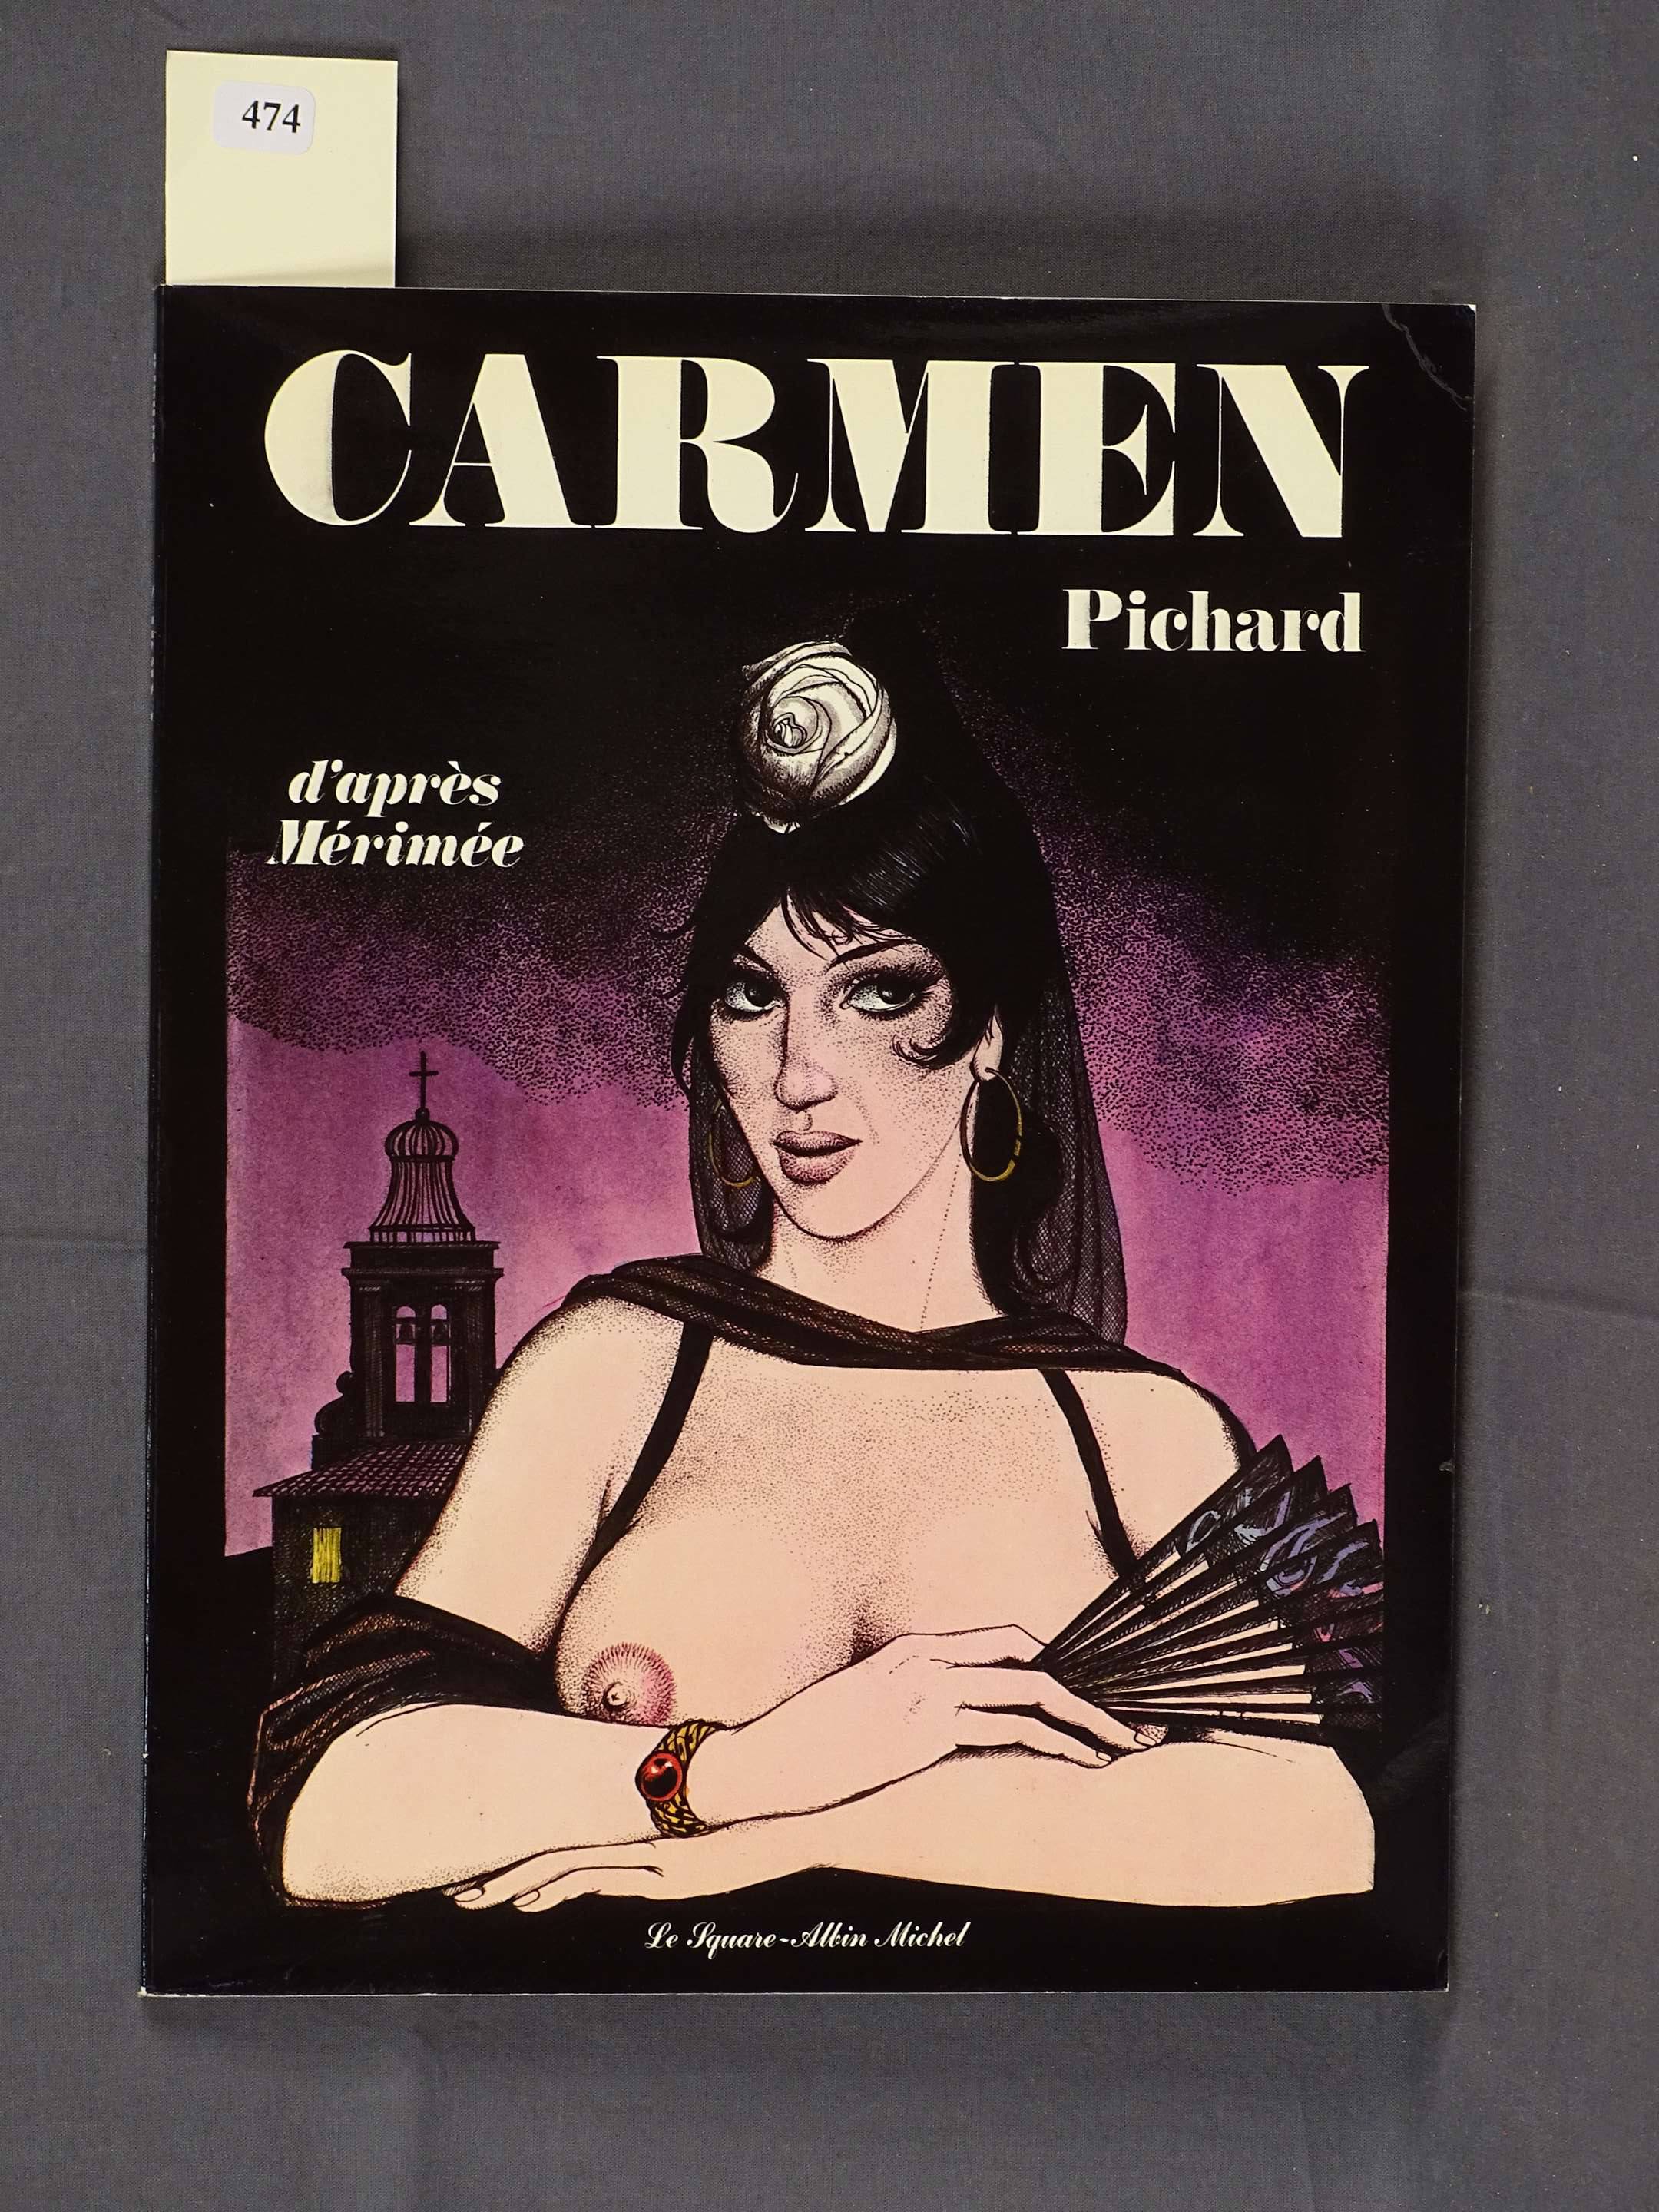 474
CARMEN
Pichard
d'après
Mérimée
Le Square-Albin Michel